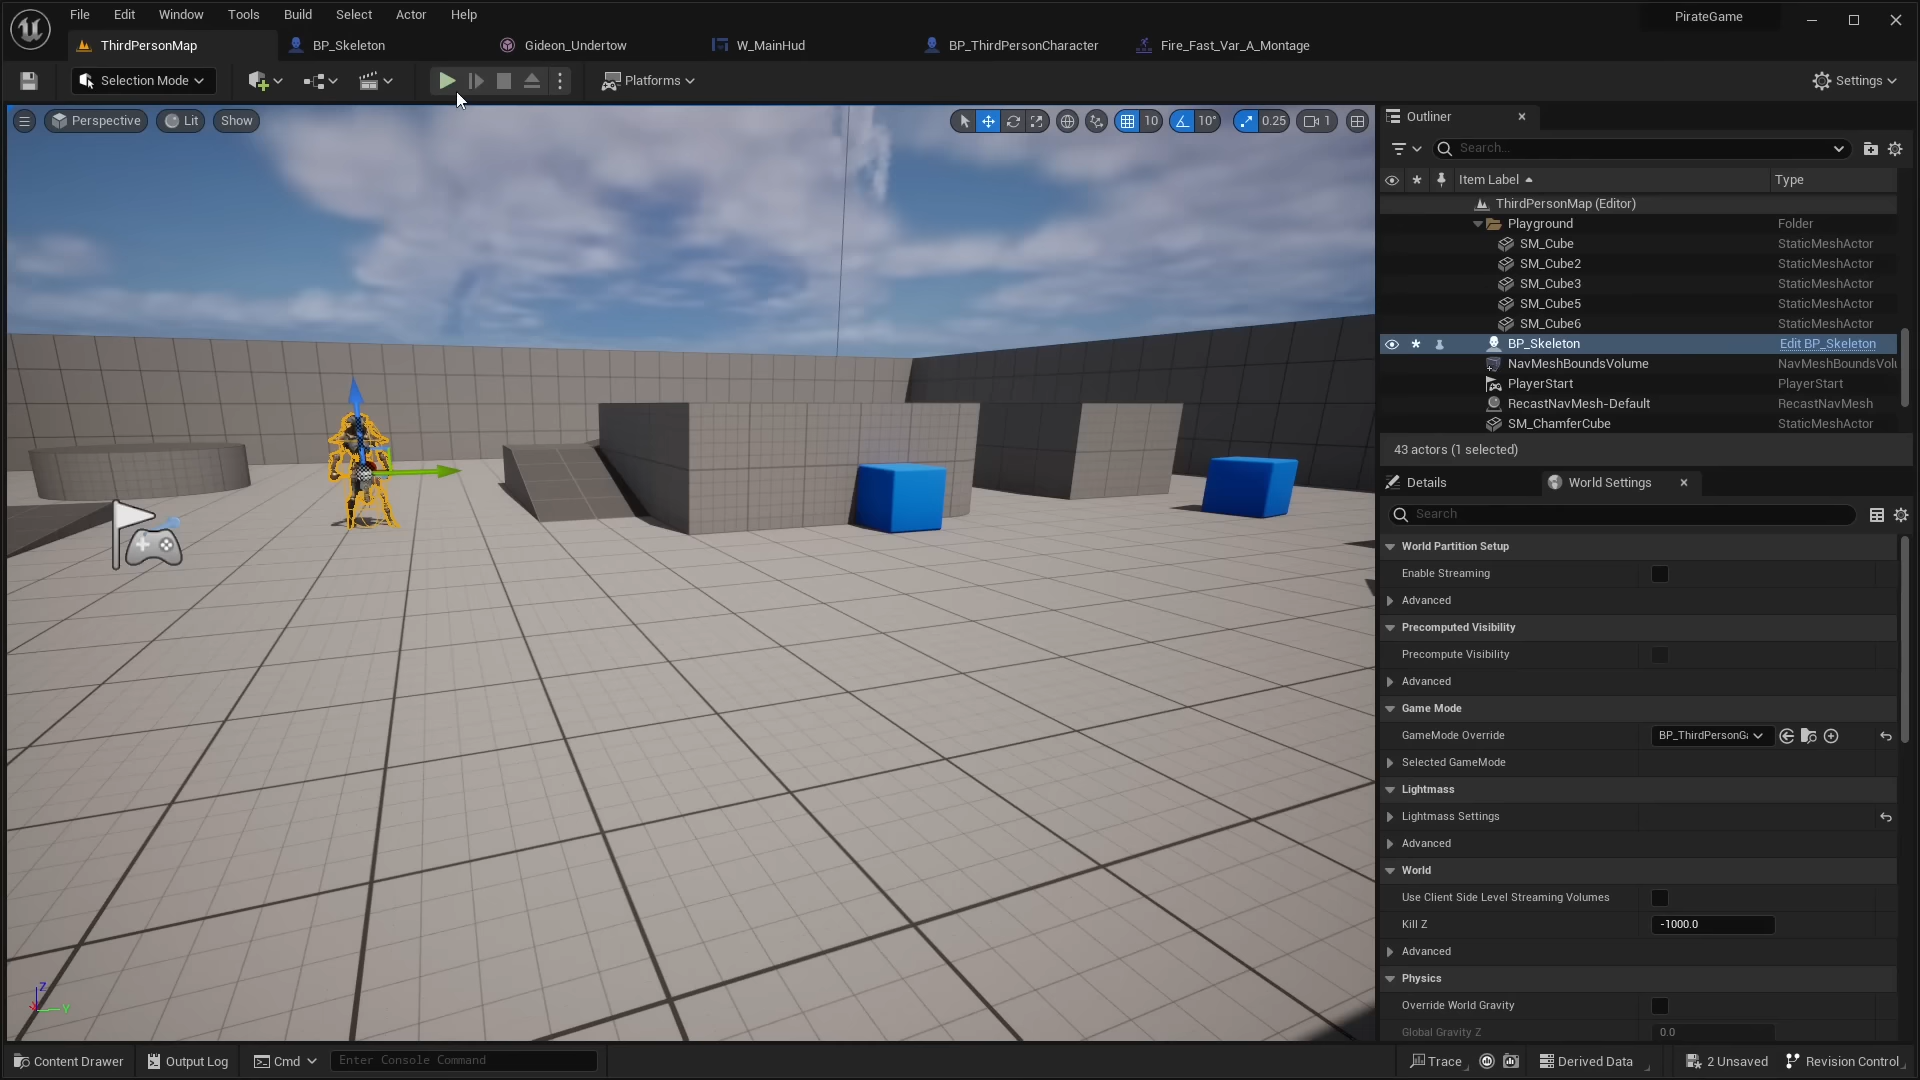 File Edit Window Tools Build Select Actor Help
PirateGame
ThirdPersonMap BP_Skeleton Gideon_Undertow W_MainHud BP_ThirdPersonCharacter Fire_Fast_Var_A_Montage
Selection Mode Platforms Settings
Perspective Lit Show 10 10° 0.25 1
Outliner
Search...
Item Label Type
ThirdPersonMap (Editor)
Playground Folder
SM_Cube StaticMeshActor
SM_Cube2 StaticMeshActor
SM_Cube3 StaticMeshActor
SM_Cube5 StaticMeshActor
SM_Cube6 StaticMeshActor
BP_Skeleton Edit BP_Skeleton
NavMeshBoundsVolume NavMeshBoundsVolu
PlayerStart PlayerStart
RecastNavMesh-Default RecastNavMesh
SM_ChamferCube StaticMeshActor
43 actors (1 selected)
Details World Settings
Search
World Partition Setup
Enable Streaming
Advanced
Precomputed Visibility
Precompute Visibility
Advanced
Game Mode
GameMode Override BP_ThirdPersonGa
Selected GameMode
Lightmass
Lightmass Settings
Advanced
World
Use Client Side Level Streaming Volumes
Kill Z -1000.0
Advanced
Physics
Override World Gravity
Global Gravity Z 0.0
Z
Y
Content Drawer Output Log Cmd Enter Console Command Trace Derived Data 2 Unsaved Revision Control